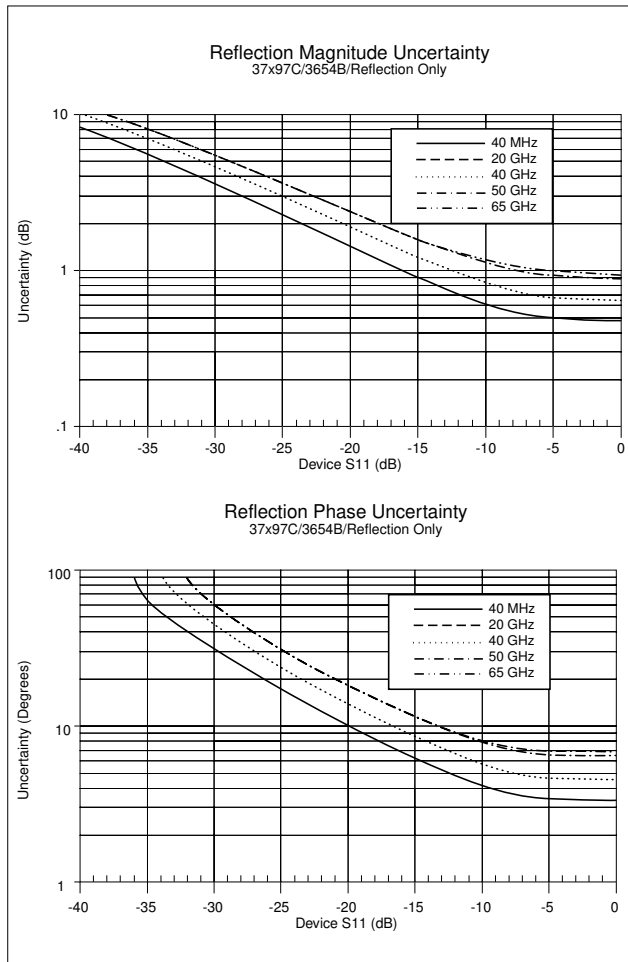 Reflection Magnitude Uncertainty
37x97C/3654B/Reflection Only
10
1
.1
Uncertainty (dB)
40 MHz
20 GHz
40 GHz
50 GHz
65 GHz
-40 -35 -30 -25 -20 -15 -10 -5 0
Device S11 (dB)
Reflection Phase Uncertainty
37x97C/3654B/Reflection Only
100
10
1
Uncertainty (Degrees)
40 MHz
20 GHz
40 GHz
50 GHz
65 GHz
-40 -35 -30 -25 -20 -15 -10 -5 0
Device S11 (dB)